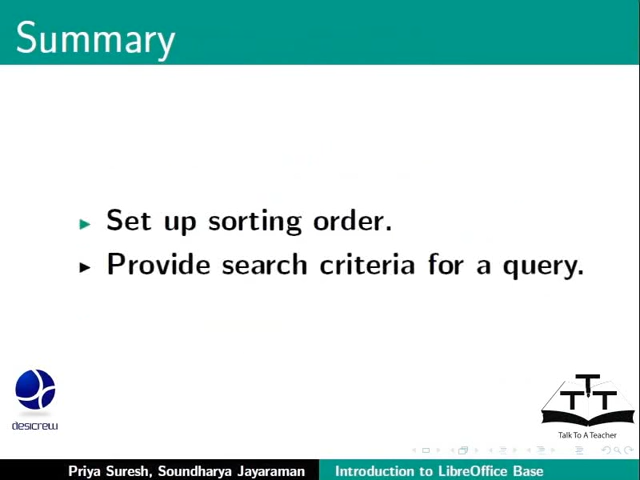 Summary
Set up sorting order.
Provide search criteria for a query.
desicrew
T T T
Talk To A Teacher
Priya Suresh, Soundharya Jayaraman
Introduction to LibreOffice Base